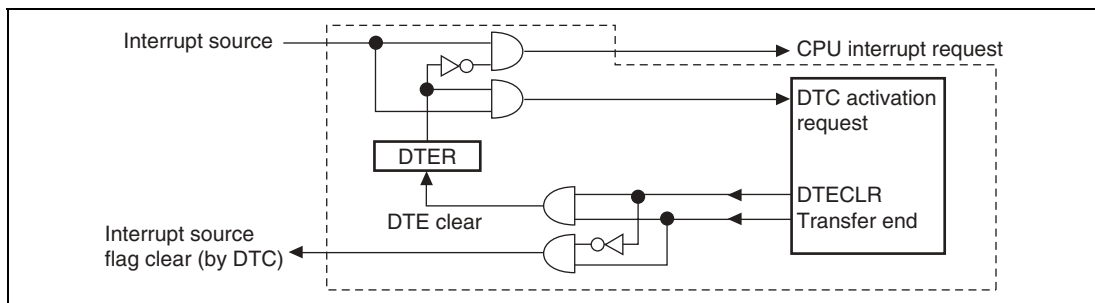 Interrupt source
CPU interrupt request
DTC activation
request
DTER
DTECLR
DTE clear
Transfer end
Interrupt source
flag clear (by DTC)